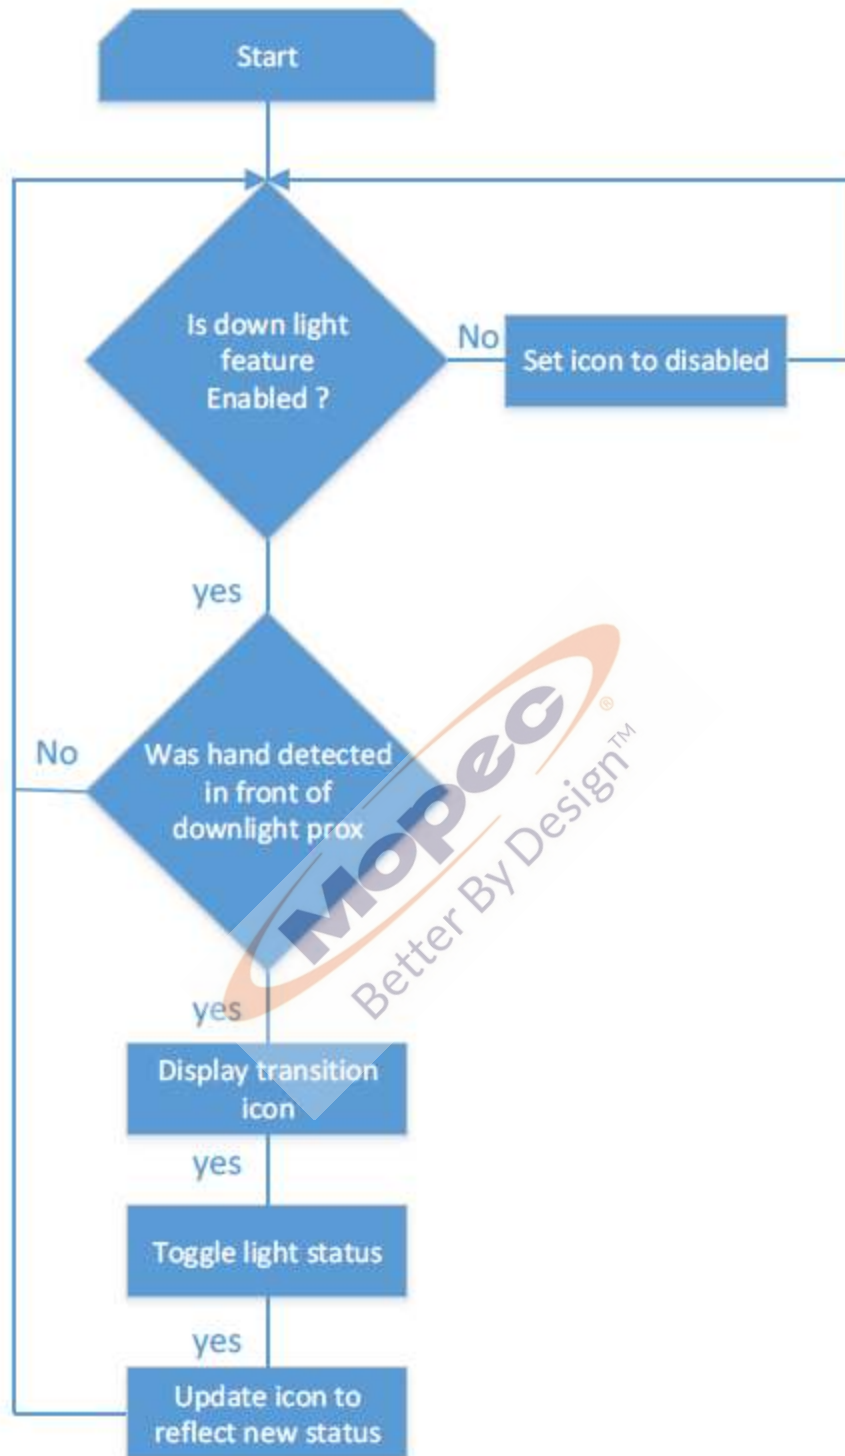 Start
Is down light
feature
Enabled ?
No
Set icon to disabled
yes
No
Was hand detected
in front of
downlight prox
Mopec®
Better By Design™
yes
Display transition
icon
yes
Toggle light status
yes
Update icon to
reflect new status